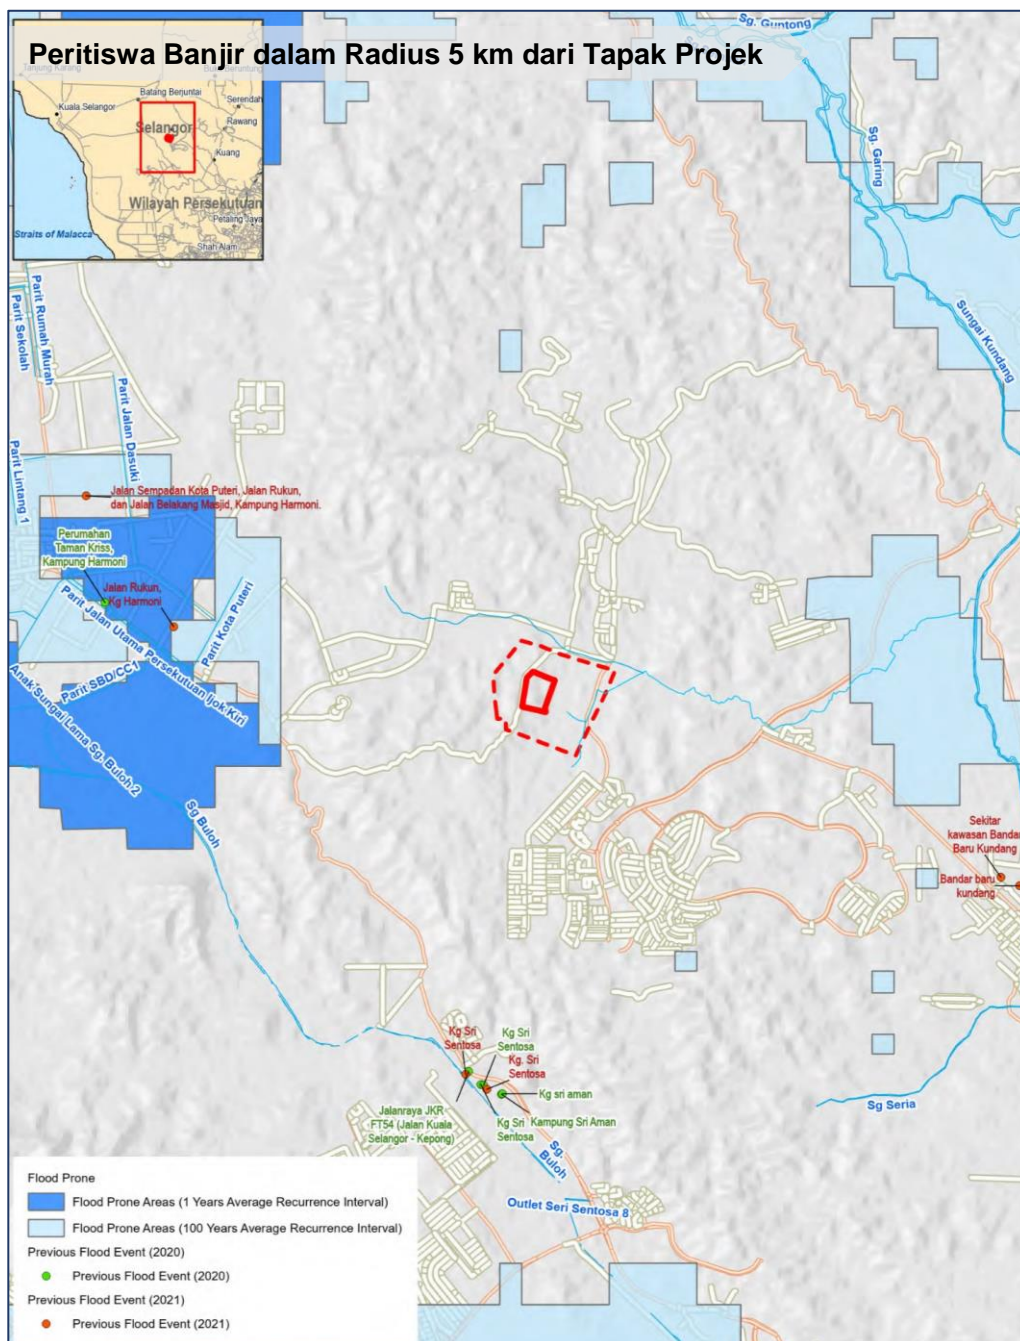 Peritiswa Banjir dalam Radius 5 km dari Tapak Projek
Sg. Guntong
Tanjung Karang
Batang Berjuntai
Kuala Selangor
Serendah
Selangor
Rawang
Kuang
Wilayah Persekutuan
Petaling Jaya
Straits of Malacca
Shah Alam
Sg. Garing
Sungai Kundang
Parit Rumah Murah
Parit Sekolah
Parit Jalan Dasuki
Parit Lintang 1
Jalan Sempadan Kota Puteri, Jalan Rukun,
dan Jalan Belakang Masjid, Kampung Harmoni.
Perumahan
Taman Kriss,
Kampung Harmoni
Jalan Rukun,
Kg Harmoni
Parit Kota Puteri
Parit Jalan Utama Persekutuan Ijok Kiri
Parit SBD/CC1
Anak Sungai Lama Sg. Buloh 2
Sg Buloh
Sekitar
kawasan Bandar
Baru Kundang
Bandar baru
kundang.
Kg Sri
Sentosa
Kg Sri
Sentosa
Kg. Sri
Sentosa
Kg sri aman
Jalanraya JKR
FT54 (Jalan Kuala
Selangor - Kepong)
Kg Sri
Sentosa
Kampung Sri Aman
Sg Seria
Sg.
Buloh
Outlet Seri Sentosa 8
Flood Prone
Flood Prone Areas (1 Years Average Recurrence Interval)
Flood Prone Areas (100 Years Average Recurrence Interval)
Previous Flood Event (2020)
Previous Flood Event (2020)
Previous Flood Event (2021)
Previous Flood Event (2021)